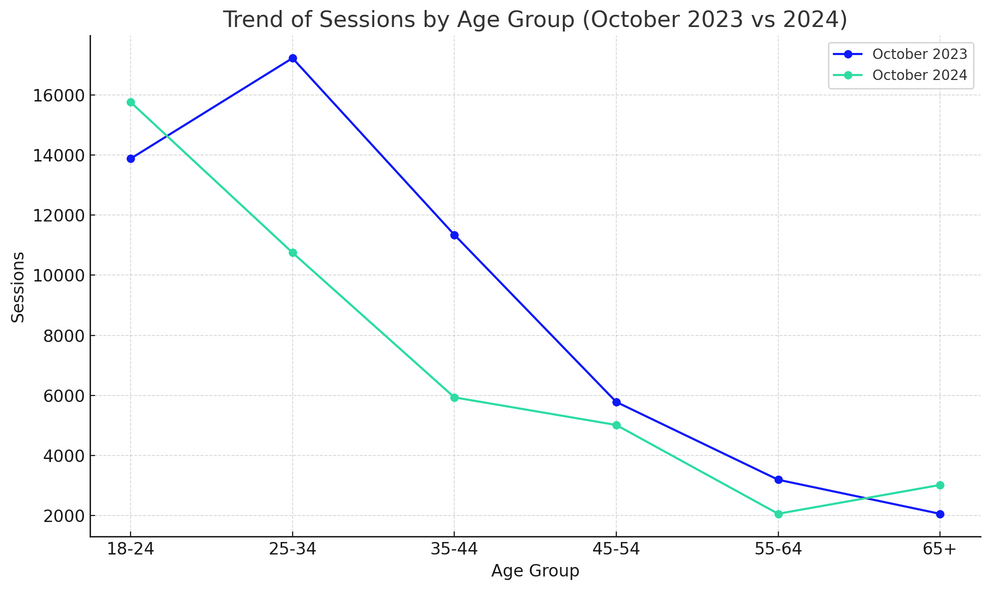 Trend of Sessions by Age Group (October 2023 vs 2024)
October 2023
October 2024
16000
14000
12000
10000
8000
6000
4000
2000
Sessions
18-24 25-34 35-44 45-54 55-64 65+
Age Group